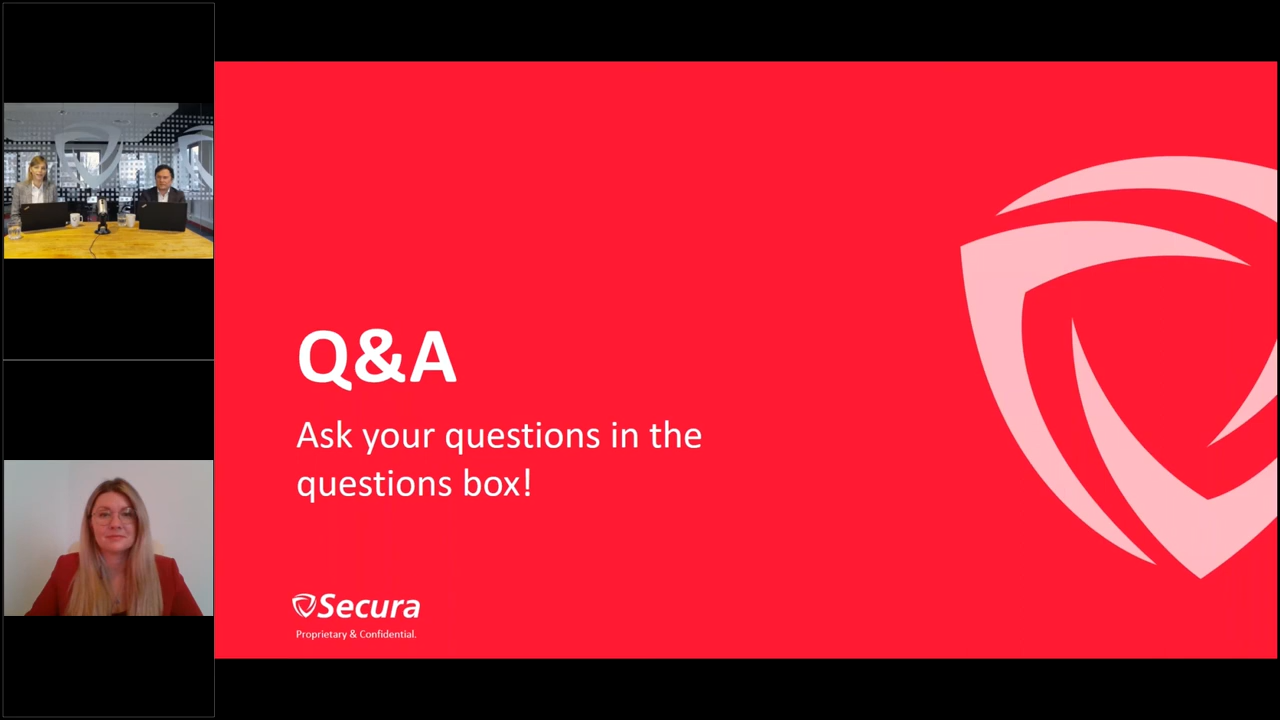 Q&A
Ask your questions in the
questions box!
Secura
Proprietary & Confidential.